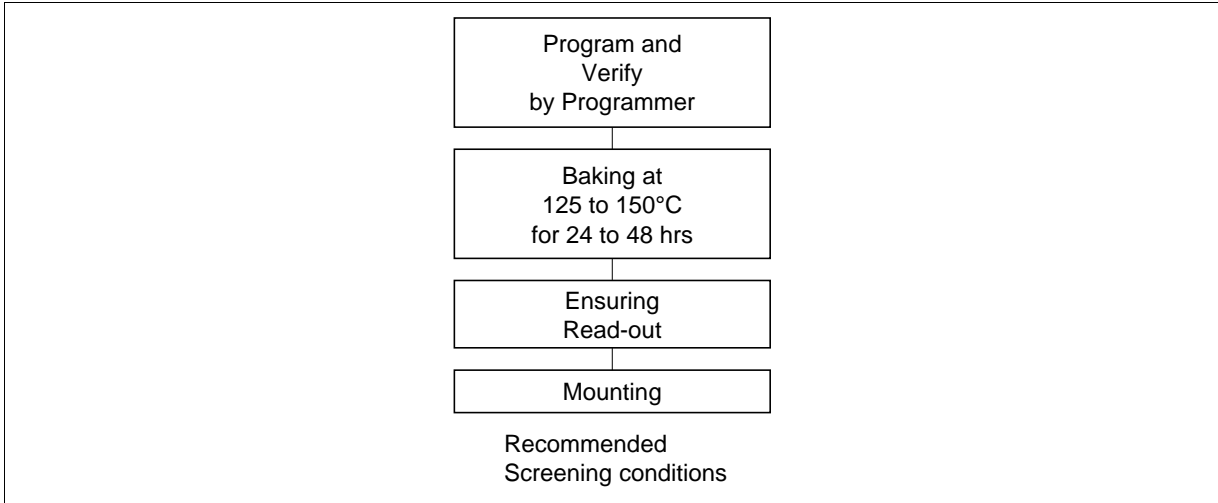 Program and
Verify
by Programmer
Baking at
125 to 150°C
for 24 to 48 hrs
Ensuring
Read-out
Mounting
Recommended
Screening conditions